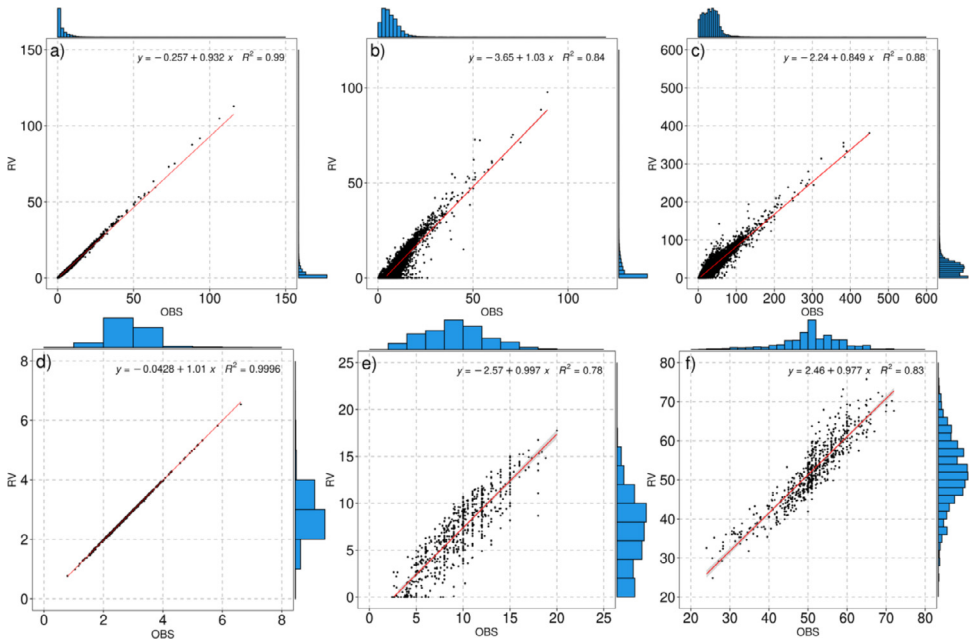 a)
y = −0.257 + 0.932 x R² = 0.99
150
100
50
0
RV
0 50 100 150
OBS
b)
y = −3.65 + 1.03 x R² = 0.84
100
50
0
RV
0 50 100
OBS
c)
y = −2.24 + 0.849 x R² = 0.88
600
500
400
300
200
100
0
RV
0 100 200 300 400 500 600
OBS
d)
y = −0.0428 + 1.01 x R² = 0.9996
8
6
4
2
0
RV
0 2 4 6 8
OBS
e)
y = −2.57 + 0.997 x R² = 0.78
25
20
15
10
5
0
RV
0 5 10 15 20 25
OBS
f)
y = 2.46 + 0.977 x R² = 0.83
80
70
60
50
40
30
20
RV
20 30 40 50 60 70 80
OBS